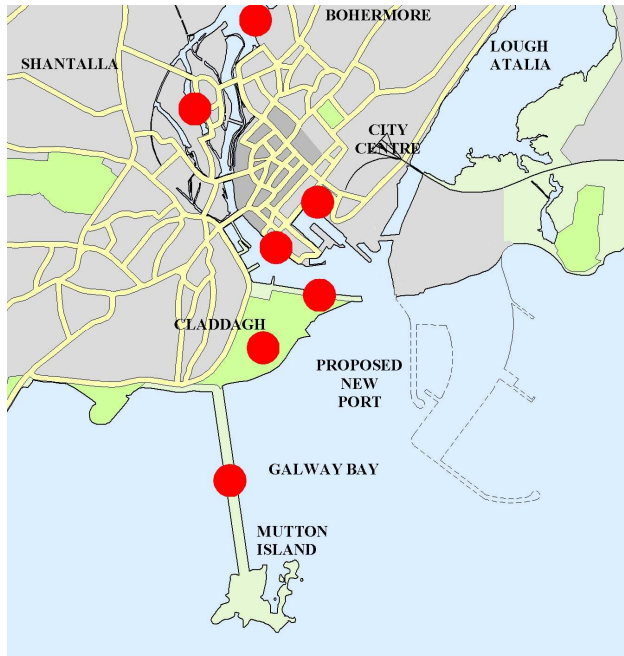 BOHERMORE
SHANTALLA
LOUGH
ATALIA
CITY
CENTRE
CLADDAGH
PROPOSED
NEW
PORT
GALWAY BAY
MUTTON
ISLAND